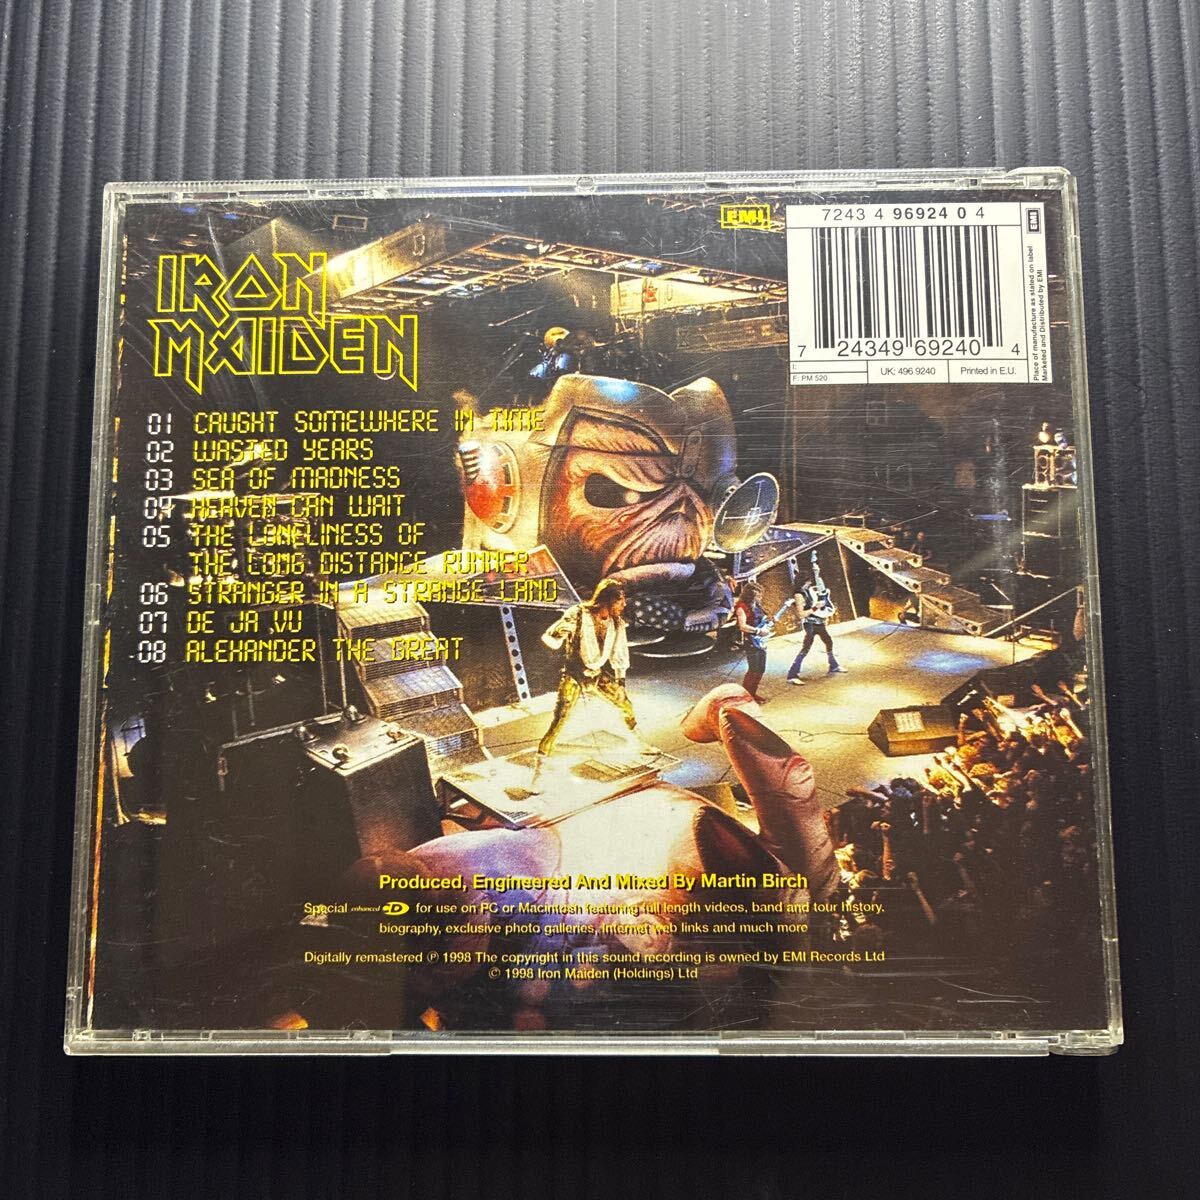 EMI
7243 4 96924 0 4
7 24349 69240 4
I:
F: PM 520
UK: 496 9240
Printed in E.U.
EMI
Place of manufacture as stated on label
Marketed and Distributed by EMI
IRON
MAIDEN
01 CAUGHT SOMEWHERE IN TIME
02 WASTED YEARS
03 SEA OF MADNESS
04 HEAVEN CAN WAIT
05 THE LONELINESS OF
THE LONG DISTANCE RUNNER
06 STRANGER IN A STRANGE LAND
07 DE JA VU
08 ALEXANDER THE GREAT
Produced, Engineered And Mixed By Martin Birch
Special enhanced CD for use on PC or Macintosh featuring full length videos, band and tour history,
biography, exclusive photo galleries, Internet web links and much more
Digitally remastered ℗ 1998 The copyright in this sound recording is owned by EMI Records Ltd
© 1998 Iron Maiden (Holdings) Ltd